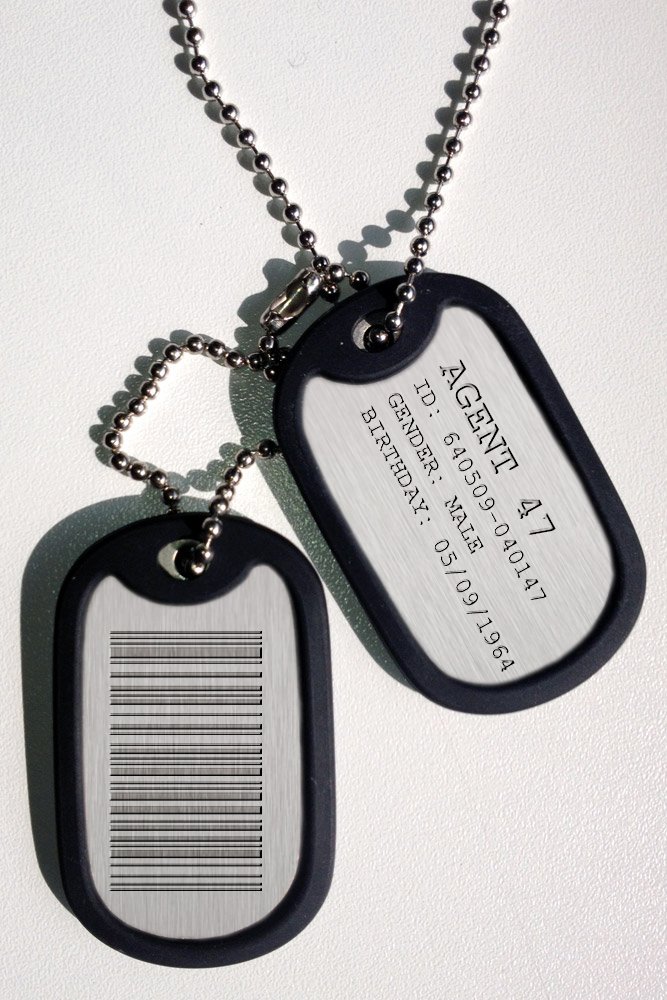 AGENT 47
ID: 640509-040147
GENDER: MALE
BIRTHDAY: 05/09/1964